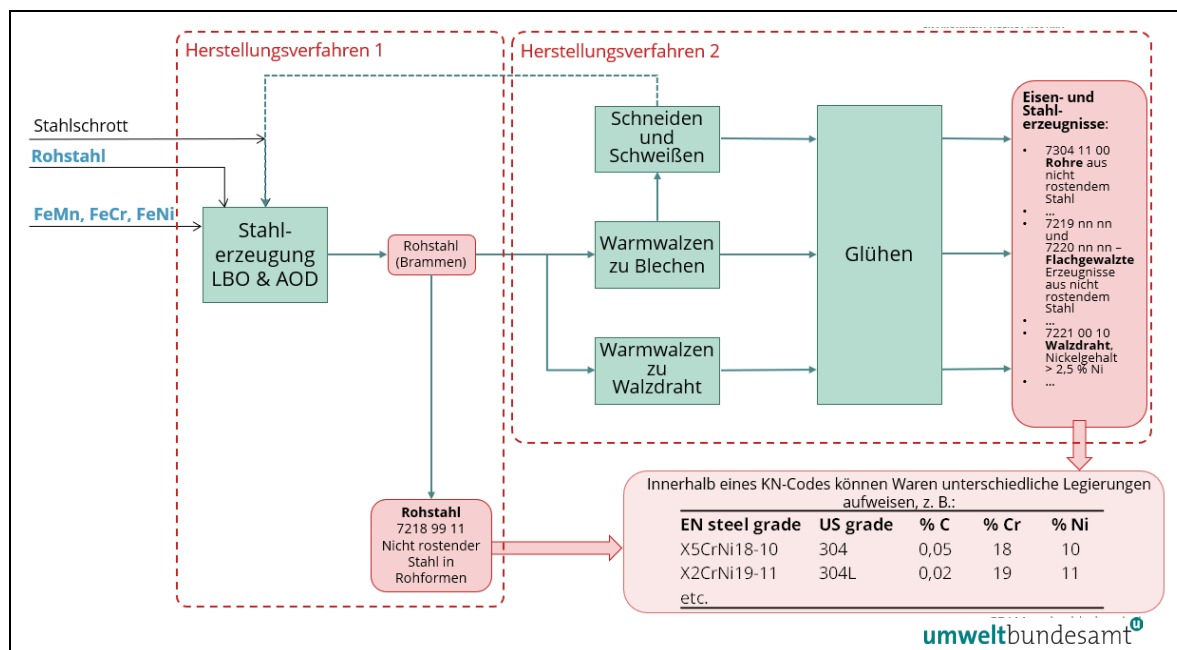 Herstellungsverfahren 1
Herstellungsverfahren 2
Stahlschrott
Rohstahl
FeMn, FeCr, FeNi
Stahl-
erzeugung
LBO & AOD
Rohstahl
(Brammen)
Schneiden
und
Schweißen
Warmwalzen
zu Blechen
Warmwalzen
zu
Walzdraht
Glühen
Eisen- und
Stahl-
erzeugnisse:
• 7304 11 00
Rohre aus
nicht
rostendem
Stahl
• ...
• 7219 nn nn
und
7220 nn nn –
Flachgewalzte
Erzeugnisse
aus nicht
rostendem
Stahl
• ...
• 7221 00 10
Walzdraht,
Nickelgehalt
> 2,5 % Ni
• ...
Rohstahl
7218 99 11
Nicht rostender
Stahl in
Rohformen
Innerhalb eines KN-Codes können Waren unterschiedliche Legierungen
aufweisen, z. B.:
EN steel grade US grade % C % Cr % Ni
X5CrNi18-10 304 0,05 18 10
X2CrNi19-11 304L 0,02 19 11
etc.
umweltbundesamt u